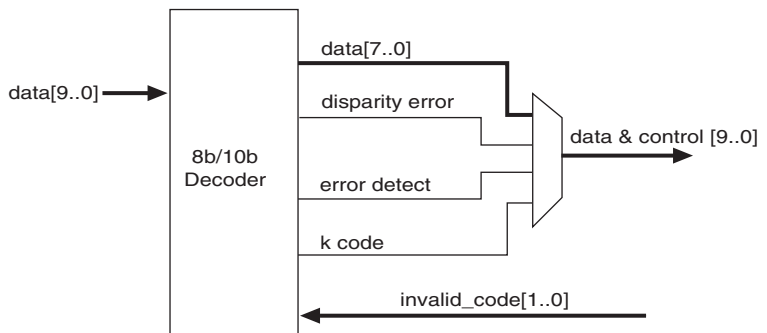 data[7..0]
data[9..0]
disparity error
data & control [9..0]
8b/10b
Decoder
error detect
k code
invalid_code[1..0]